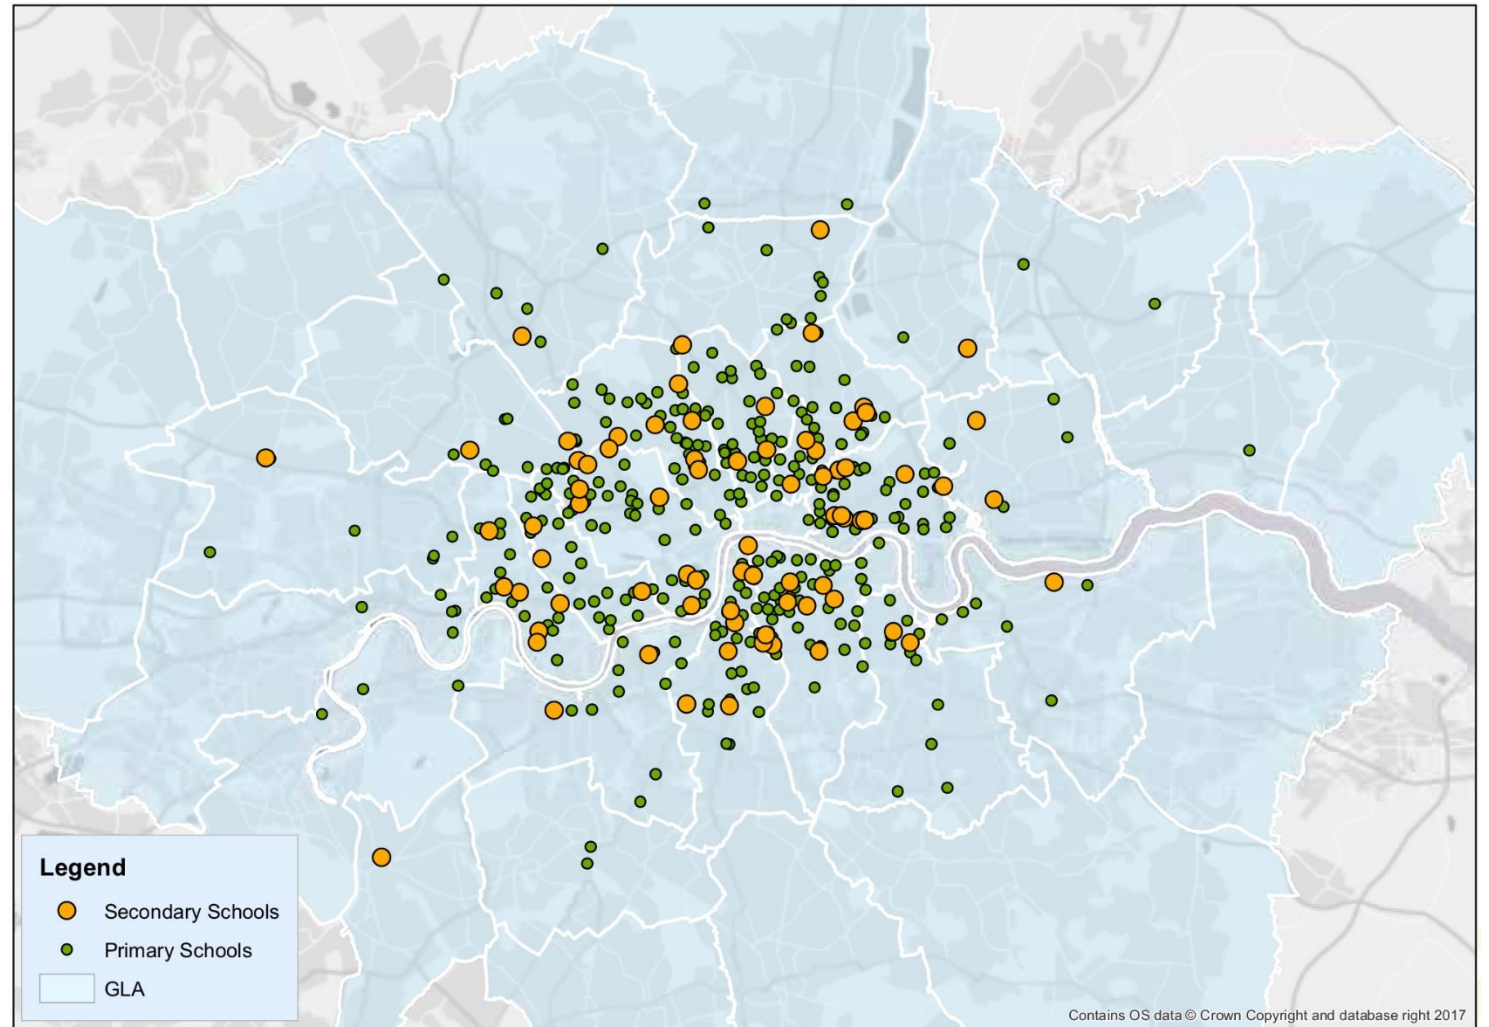 Legend
Secondary Schools
Primary Schools
GLA
Contains OS data © Crown Copyright and database right 2017